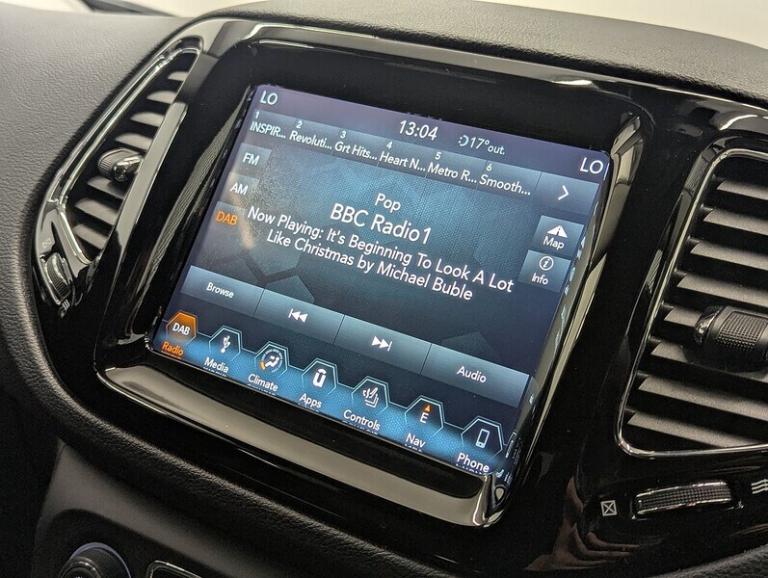 LO
13:04
17° out.
LO
1 INSPIR...
2 Revoluti...
3 Grt Hits...
4 Heart N...
5 Metro R...
6 Smooth...
FM
AM
DAB
Pop
BBC Radio1
Now Playing: It's Beginning To Look A Lot
Like Christmas by Michael Buble
Map
Info
Browse
Audio
DAB
Radio
Media
Climate
Apps
Controls
E
Nav
Phone